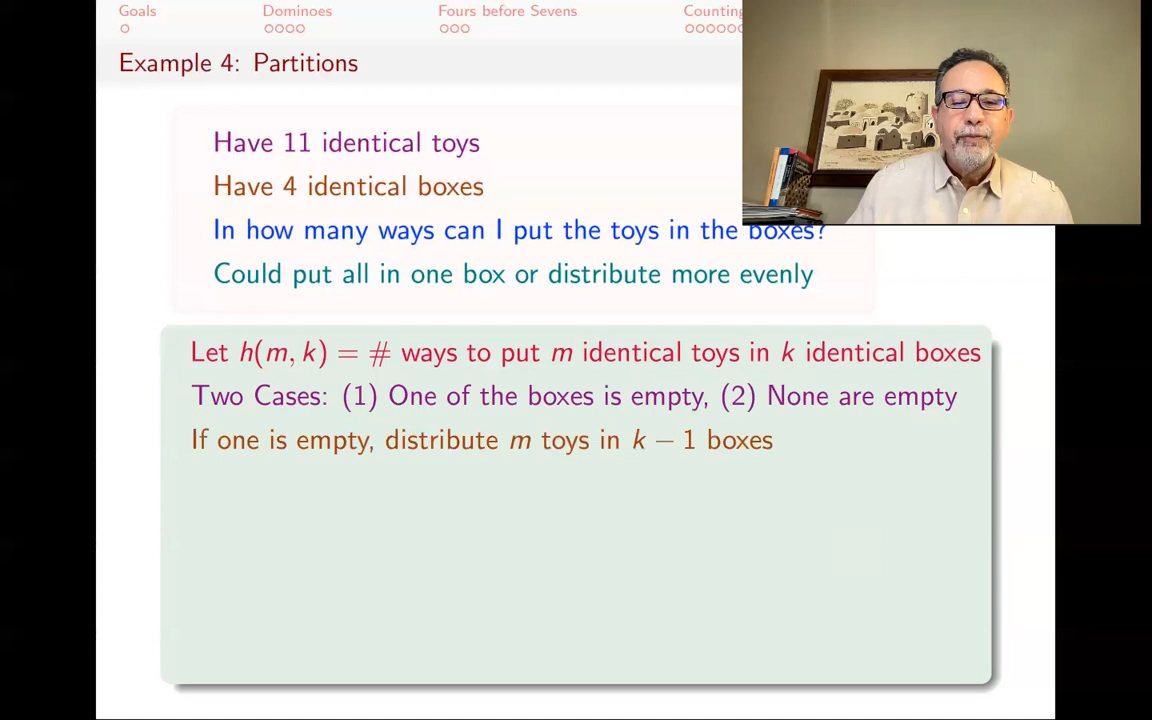 Goals Dominoes Fours before Sevens Counting
Example 4: Partitions
Have 11 identical toys
Have 4 identical boxes
In how many ways can I put the toys in the boxes?
Could put all in one box or distribute more evenly
Let h(m, k) = # ways to put m identical toys in k identical boxes
Two Cases: (1) One of the boxes is empty, (2) None are empty
If one is empty, distribute m toys in k − 1 boxes